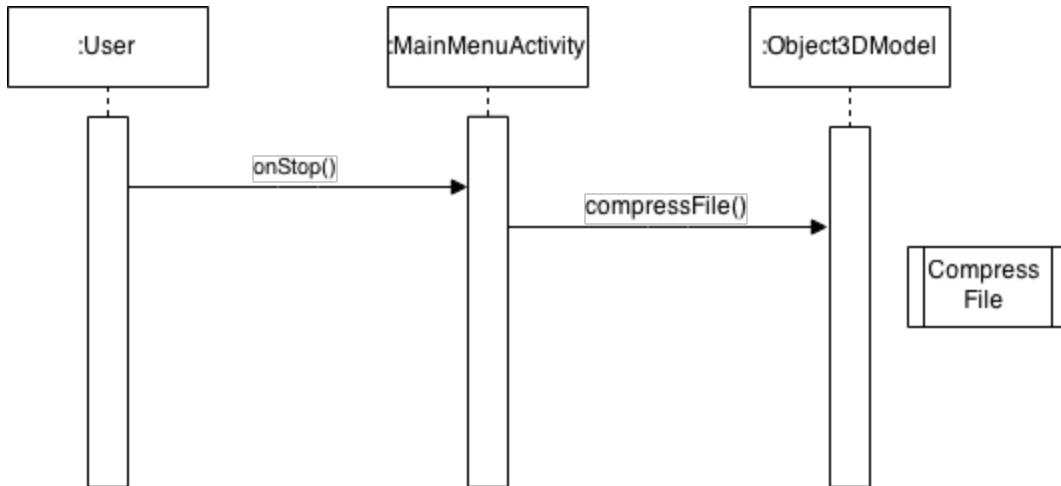 :User
:MainMenuActivity
:Object3DModel
onStop()
compressFile()
Compress
File